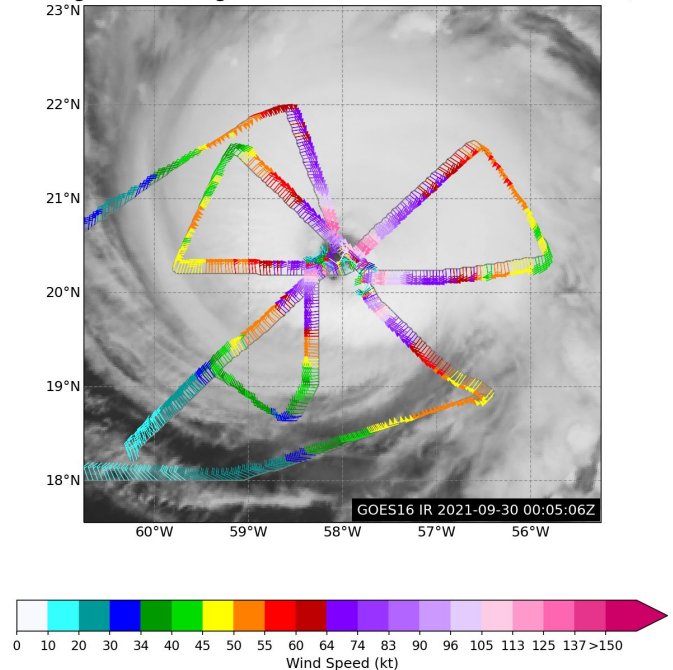 23°N
22°N
21°N
20°N
19°N
18°N
GOES16 IR 2021-09-30 00:05:06Z
60°W 59°W 58°W 57°W 56°W
0 10 20 30 34 40 45 50 55 60 64 74 83 90 96 105 113 125 137 >150
Wind Speed (kt)